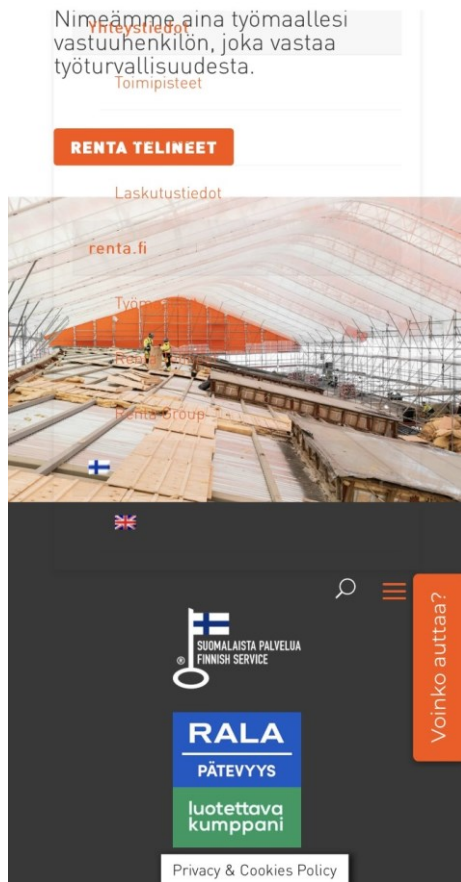 Nimeämme aina työmaallesi
Yhteystiedot
vastuuhenkilön, joka vastaa
työturvallisuudesta.
Toimipisteet
RENTA TELINEET
Laskutustiedot
renta.fi
Renta Group
SUOMALAISTA PALVELUA
® FINNISH SERVICE
Voinko auttaa?
RALA
PÄTEVYYS
luotettava
kumppani
Privacy & Cookies Policy